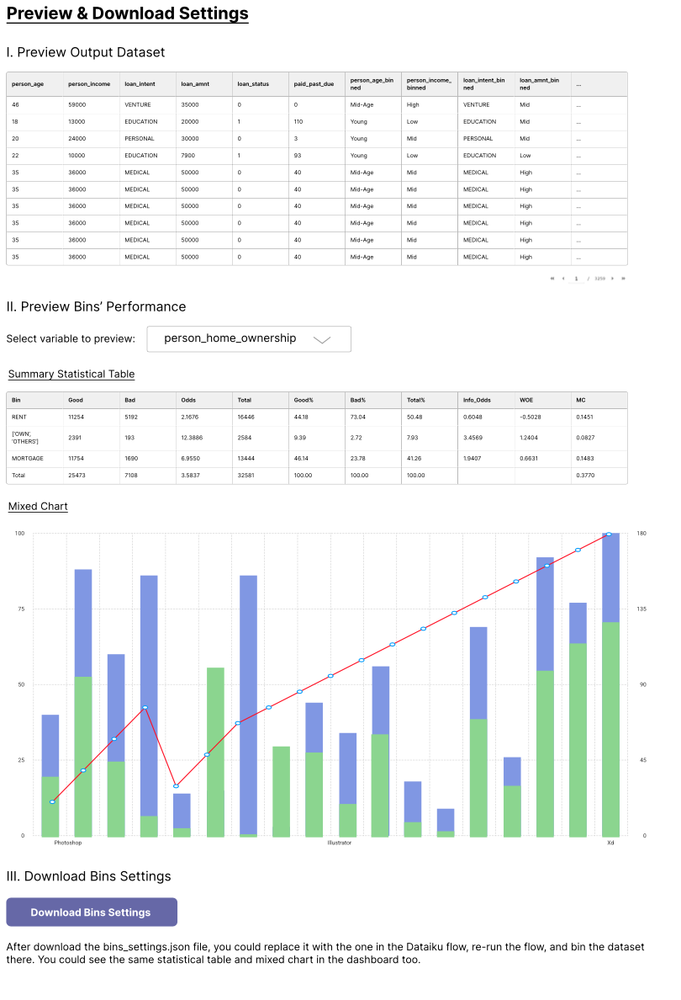 Preview & Download Settings
I. Preview Output Dataset
person_age person_income loan_intent loan_amnt loan_status paid_past_due person_age_bin person_income_ loan_intent_bin loan_amnt_bin ...
ned binned ned ned
46 59000 VENTURE 35000 0 0 Mid-Age High VENTURE Mid ...
18 13000 EDUCATION 20000 1 110 Young Low EDUCATION Mid ...
20 24000 PERSONAL 30000 0 3 Young Mid PERSONAL Mid ...
22 10000 EDUCATION 7900 1 93 Young Low EDUCATION Low ...
35 36000 MEDICAL 50000 0 40 Mid-Age Mid MEDICAL High ...
35 36000 MEDICAL 50000 0 40 Mid-Age Mid MEDICAL High ...
35 36000 MEDICAL 50000 0 40 Mid-Age Mid MEDICAL High ...
35 36000 MEDICAL 50000 0 40 Mid-Age Mid MEDICAL High ...
35 36000 MEDICAL 50000 0 40 Mid-Age Mid MEDICAL High ...
35 36000 MEDICAL 50000 0 40 Mid-Age Mid MEDICAL High ...
1 /
II. Preview Bins’ Performance
Select variable to preview: person_home_ownership
Summary Statistical Table
Bin Good Bad Odds Total Good% Bad% Total% Info_Odds WOE MC
RENT 11254 5192 2.1676 16446 44.18 73.04 50.48 0.6048 -0.5028 0.1451
['OWN', 2391 193 12.3886 2584 9.39 2.72 7.93 3.4569 1.2404 0.0827
'OTHERS']
MORTGAGE 11754 1690 6.9550 13444 46.14 23.78 41.26 1.9407 0.6631 0.1483
Total 25473 7108 3.5837 32581 100.00 100.00 100.00 0.3770
Mixed Chart
100 180
75 135
50 90
25 45
0 0
Photoshop Illustrator Xd
III. Download Bins Settings
Download Bins Settings
After download the bins_settings.json file, you could replace it with the one in the Dataiku flow, re-run the flow, and bin the dataset
there. You could see the same statistical table and mixed chart in the dashboard too.